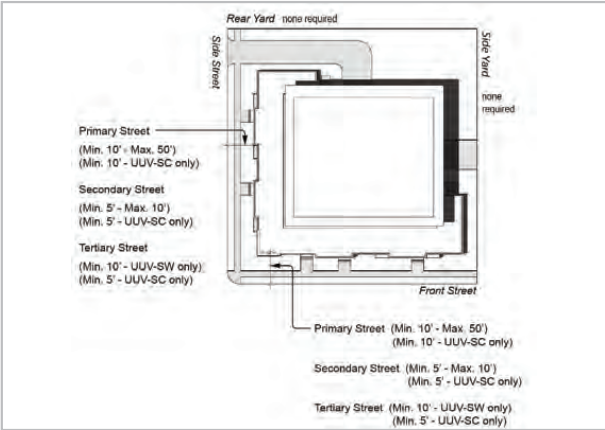 Rear Yard none required
Side Street
Side Yard
none
required
Primary Street
(Min. 10' - Max. 50')
(Min. 10' - UUV-SC only)
Secondary Street
(Min. 5' - Max. 10')
(Min. 5' - UUV-SC only)
Tertiary Street
(Min. 10' - UUV-SW only)
(Min. 5' - UUV-SC only)
Front Street
Primary Street (Min. 10' - Max. 50')
(Min. 10' - UUV-SC only)
Secondary Street (Min. 5' - Max. 10')
(Min. 5' - UUV-SC only)
Tertiary Street (Min. 10' - UUV-SW only)
(Min. 5' - UUV-SC only)